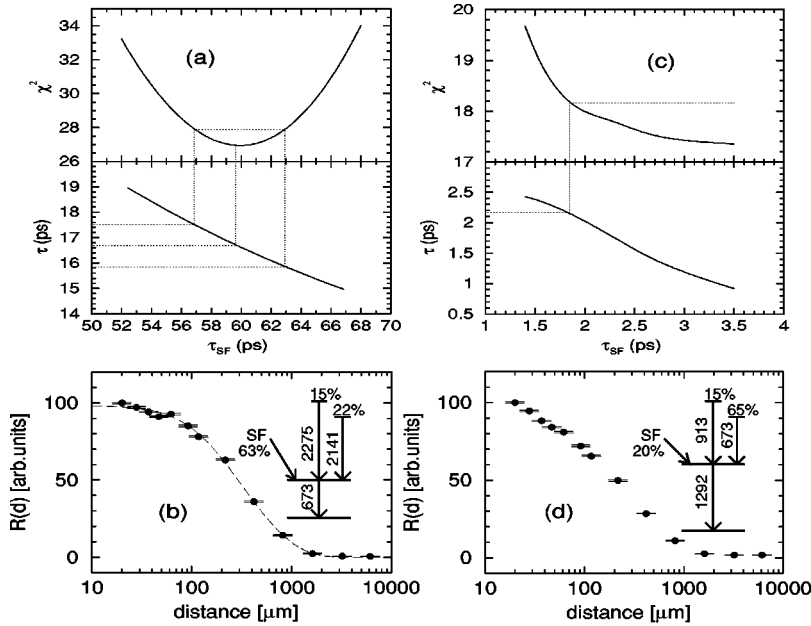 36
34
32
30
28
26
χ²
(a)
19
18
17
16
15
14
τ (ps)
50 52 54 56 58 60 62 64 66 68 70
τSF (ps)
20
19
18
17
χ²
(c)
2.5
2
1.5
1
0.5
τ (ps)
1 1.5 2 2.5 3 3.5 4
τSF (ps)
100
50
0
R(d) [arb.units]
15%
22%
SF
63%
2275
2141
673
(b)
10 100 1000 10000
distance [μm]
100
50
0
R(d) [arb.units]
15%
65%
SF
20%
913
673
1292
(d)
10 100 1000 10000
distance [μm]